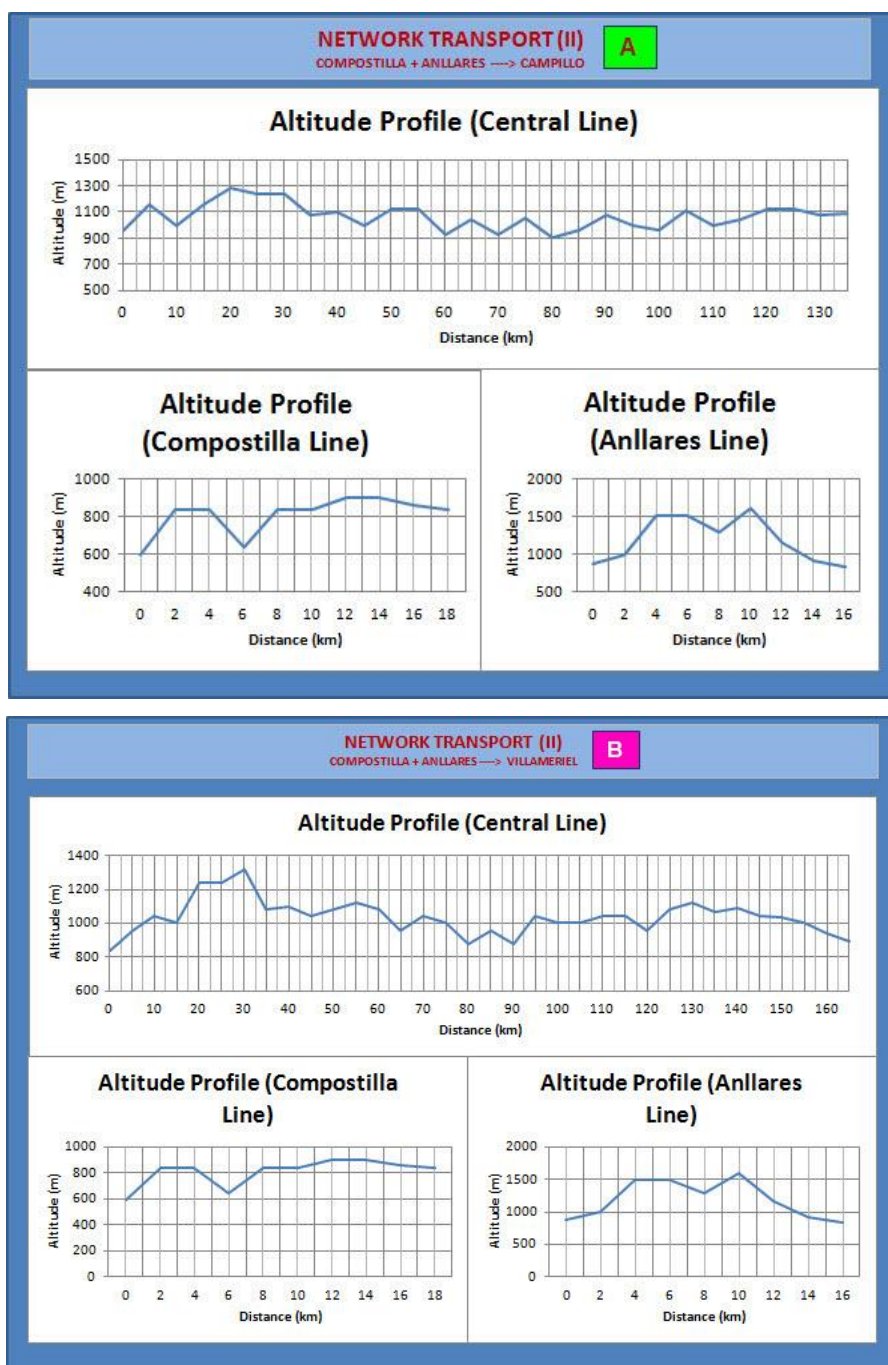 NETWORK TRANSPORT (II)
COMPOSTILLA + ANLLARES ----> CAMPILLO
A
Altitude Profile (Central Line)
Altitude (m)
1500
1300
1100
900
700
500
0 10 20 30 40 50 60 70 80 90 100 110 120 130
Distance (km)
Altitude Profile
(Compostilla Line)
Altitude (m)
1000
800
600
400
0 2 4 6 8 10 12 14 16 18
Distance (km)
Altitude Profile
(Anllares Line)
Altitude (m)
2000
1500
1000
500
0 2 4 6 8 10 12 14 16
Distance (km)
NETWORK TRANSPORT (II)
COMPOSTILLA + ANLLARES ----> VILLAMERIEL
B
Altitude Profile (Central Line)
Altitude (m)
1400
1200
1000
800
600
0 10 20 30 40 50 60 70 80 90 100 110 120 130 140 150 160
Distance (km)
Altitude Profile (Compostilla
Line)
Altitude (m)
1000
800
600
400
200
0
0 2 4 6 8 10 12 14 16 18
Distance (km)
Altitude Profile (Anllares
Line)
Altitude (m)
2000
1500
1000
500
0
0 2 4 6 8 10 12 14 16
Distance (km)